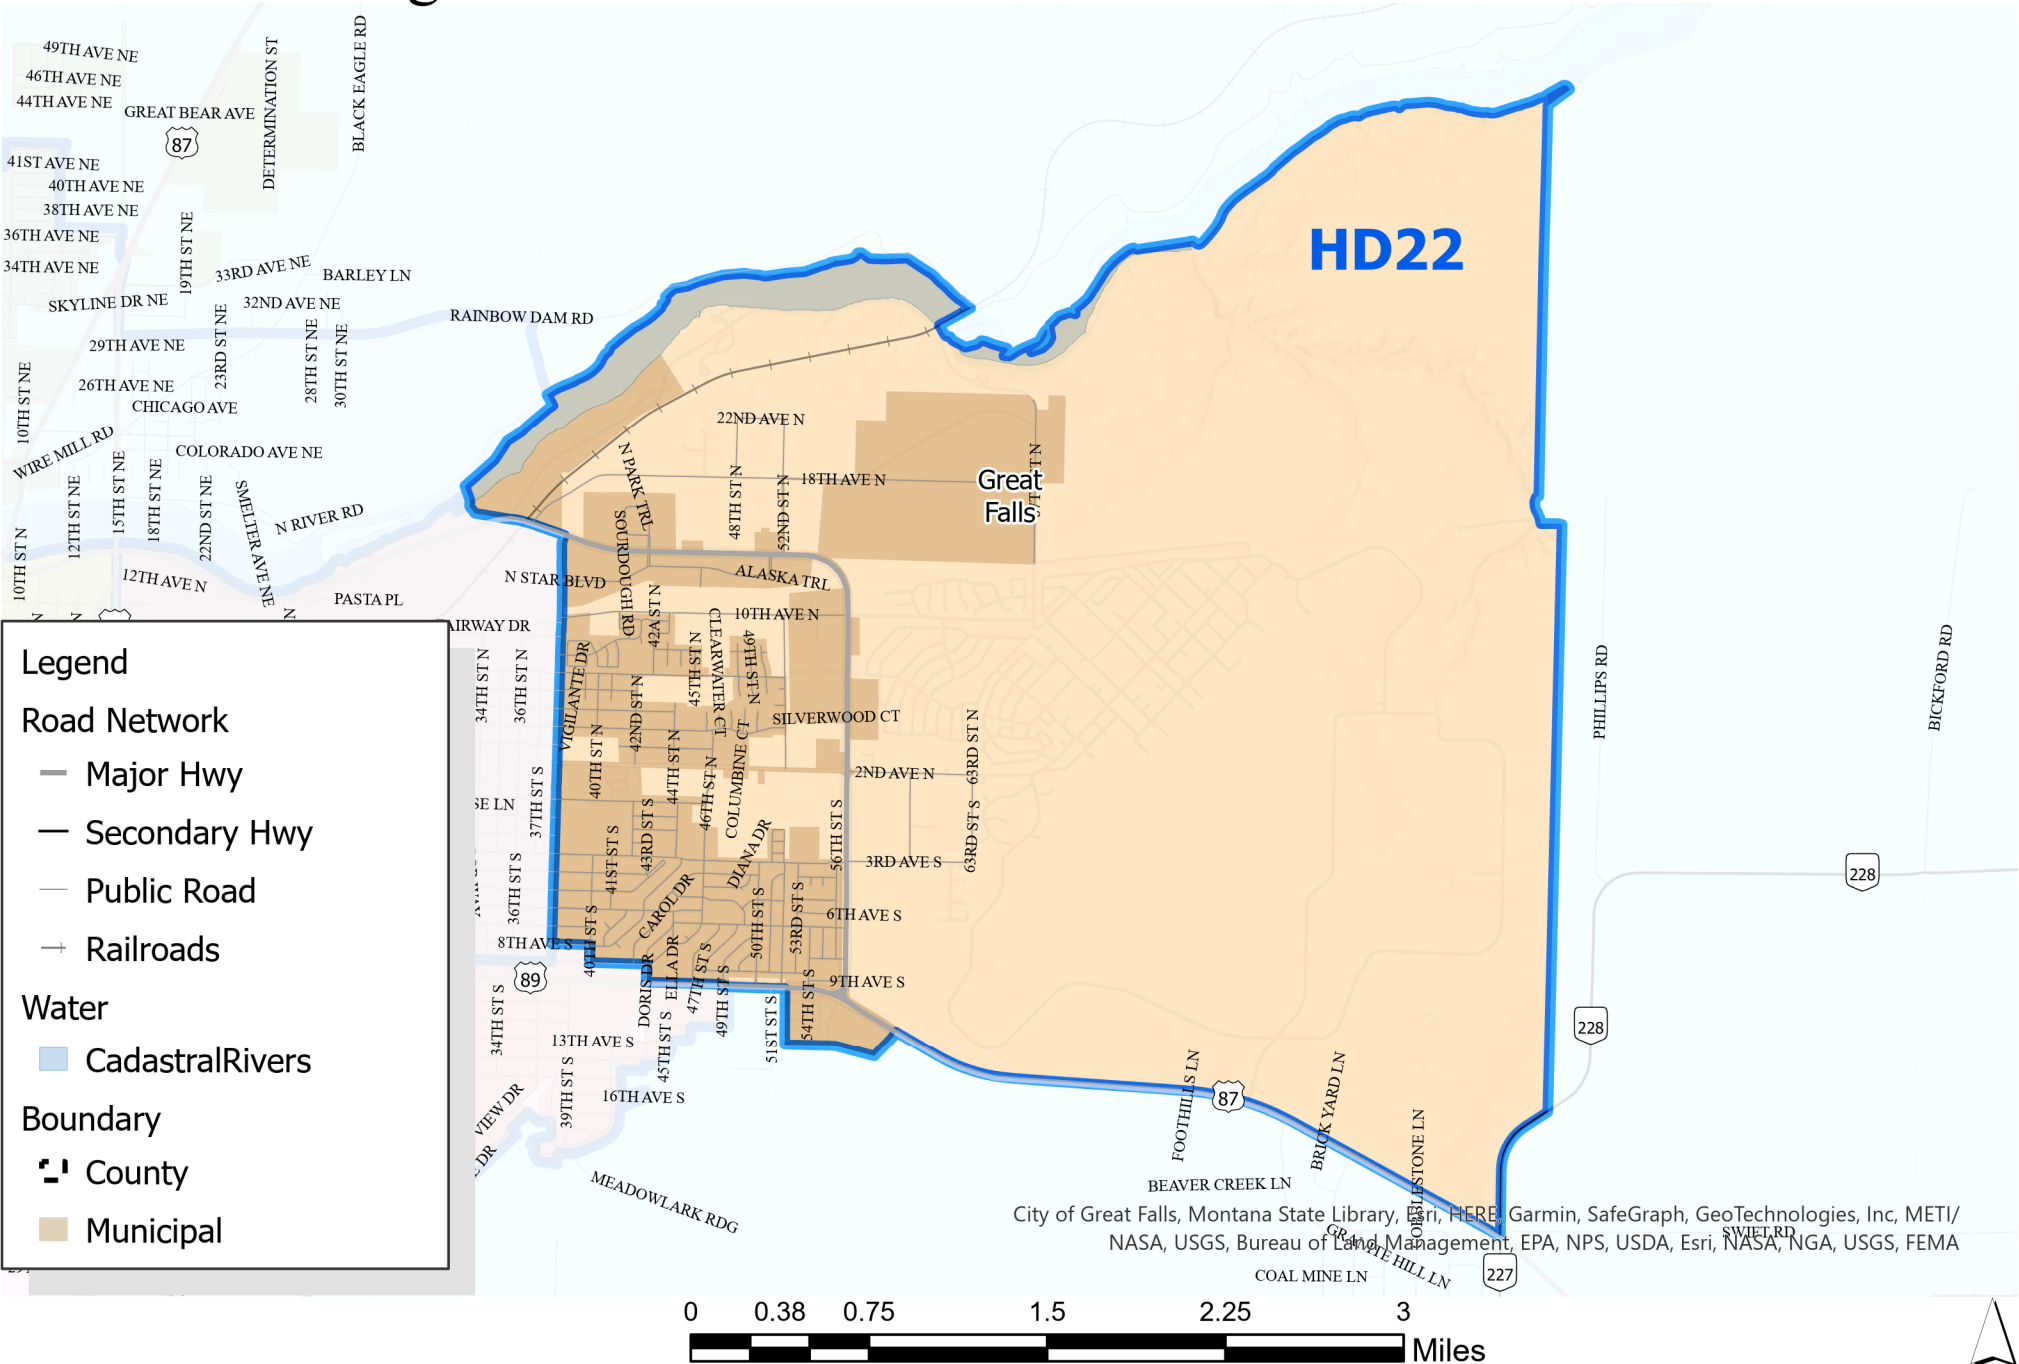 49TH AVE NE
46TH AVE NE
44TH AVE NE
GREAT BEAR AVE
87
DETERMINATION ST
BLACK EAGLE RD
41ST AVE NE
40TH AVE NE
38TH AVE NE
36TH AVE NE
34TH AVE NE
19TH ST NE
33RD AVE NE
BARLEY LN
SKYLINE DR NE
32ND AVE NE
RAINBOW DAM RD
29TH AVE NE
23RD ST NE
28TH ST NE
30TH ST NE
26TH AVE NE
CHICAGO AVE
10TH ST NE
WIRE MILL RD
COLORADO AVE NE
12TH ST NE
15TH ST NE
18TH ST NE
22ND ST NE
SMELTER AVE NE
N RIVER RD
10TH ST N
12TH AVE N
PASTA PL
HD22
22ND AVE N
N PARK TRL
18TH AVE N
48TH ST N
52ND ST N
Great
Falls
SOURDOUGH RD
N STAR BLVD
ALASKA TRL
42A ST N
10TH AVE N
AIRWAY DR
CLEARWATER CT
49TH ST N
45TH ST N
34TH ST N
36TH ST N
VIGILANTE DR
42ND ST N
SILVERWOOD CT
40TH ST N
44TH ST N
46TH ST N
COLUMBINE CT
2ND AVE N
63RD ST N
PHILLIPS RD
BICKFORD RD
SE LN
37TH ST S
43RD ST S
41ST ST S
DIANA DR
56TH ST S
3RD AVE S
63RD ST S
228
36TH ST S
CAROL DR
50TH ST S
53RD ST S
6TH AVE S
8TH AVE S
40TH ST S
89
DORIS DR
ELLA DR
47TH ST S
49TH ST S
9TH AVE S
54TH ST S
51ST ST S
34TH ST S
13TH AVE S
45TH ST S
39TH ST S
16TH AVE S
VIEW DR
E DR
MEADOWLARK RDG
228
FOOTHILLS LN
87
BRICK YARD LN
BEAVER CREEK LN
GRANITE HILL LN
SWIFT RD
COAL MINE LN
227
Legend
Road Network
Major Hwy
Secondary Hwy
Public Road
Railroads
Water
CadastralRivers
Boundary
County
Municipal
City of Great Falls, Montana State Library, Esri, HERE, Garmin, SafeGraph, GeoTechnologies, Inc, METI/
NASA, USGS, Bureau of Land Management, EPA, NPS, USDA, Esri, NASA, NGA, USGS, FEMA
0 0.38 0.75 1.5 2.25 3
Miles